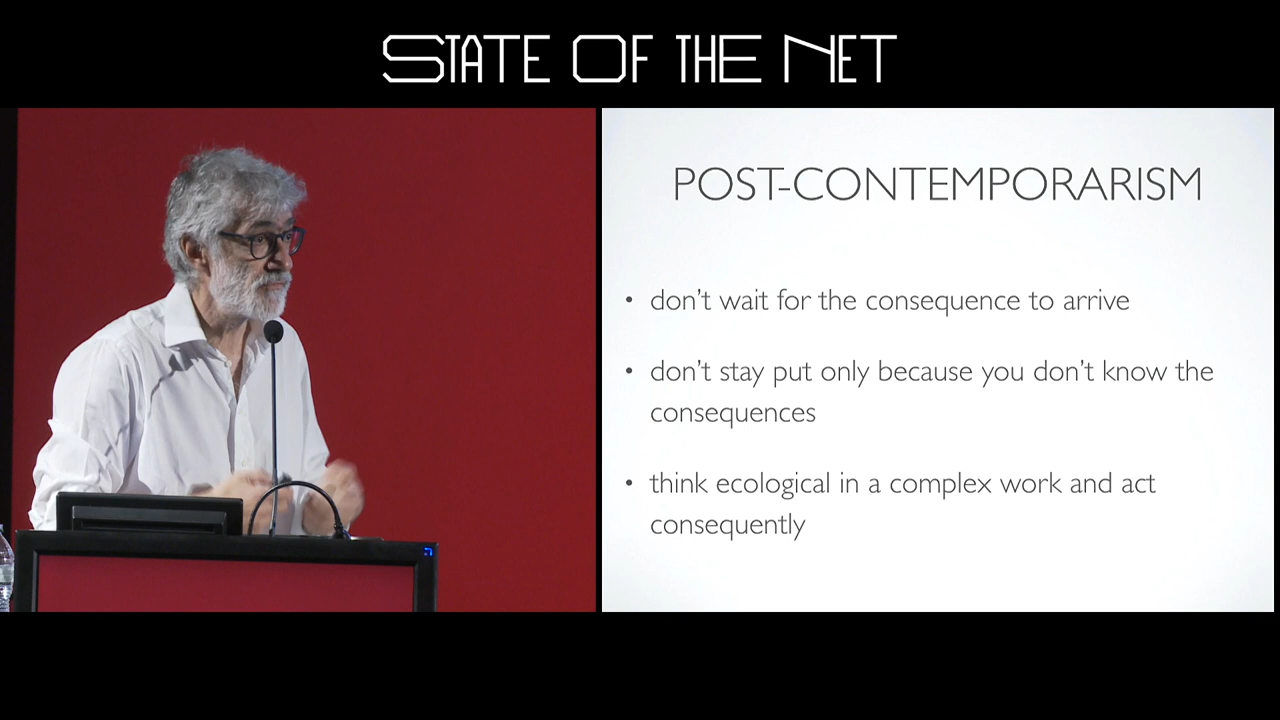 STATE OF THE NET
POST-CONTEMPORARISM
• don't wait for the consequence to arrive
• don't stay put only because you don't know the
consequences
• think ecological in a complex work and act
consequently